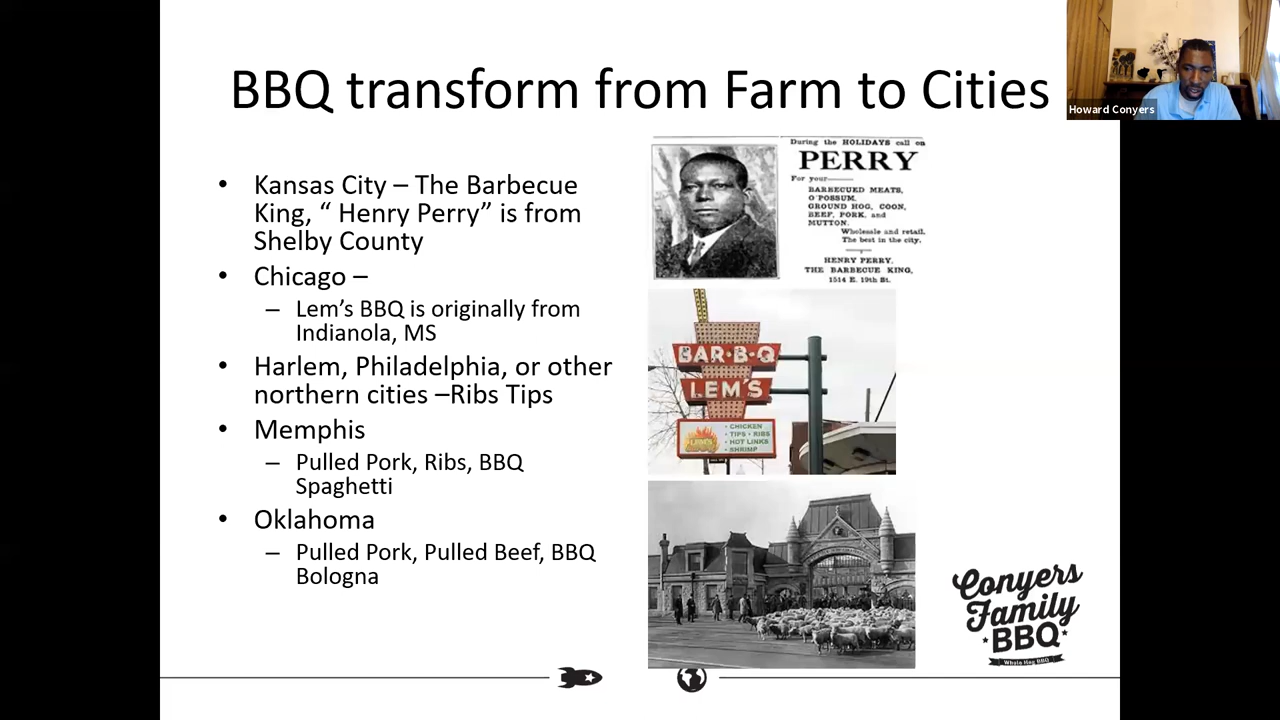 BBQ transform from Farm to Cities
Howard Conyers
• Kansas City – The Barbecue
King, “ Henry Perry” is from
Shelby County
• Chicago –
– Lem’s BBQ is originally from
Indianola, MS
• Harlem, Philadelphia, or other
northern cities –Ribs Tips
• Memphis
– Pulled Pork, Ribs, BBQ
Spaghetti
• Oklahoma
– Pulled Pork, Pulled Beef, BBQ
Bologna
During the HOLIDAYS call on
PERRY
For your
BARBECUED MEATS,
O'POSSUM,
GROUND HOG, COON,
BEEF, PORK, and
MUTTON.
Wholesale and retail.
The best in the city.
HENRY PERRY,
THE BARBECUE KING,
1514 E. 19th St.
BAR·B·Q
LEM'S
• CHICKEN
• TIPS • RIBS
• HOT LINKS
• SHRIMP
Conyers
Family
BBQ
Whole Hog BBQ